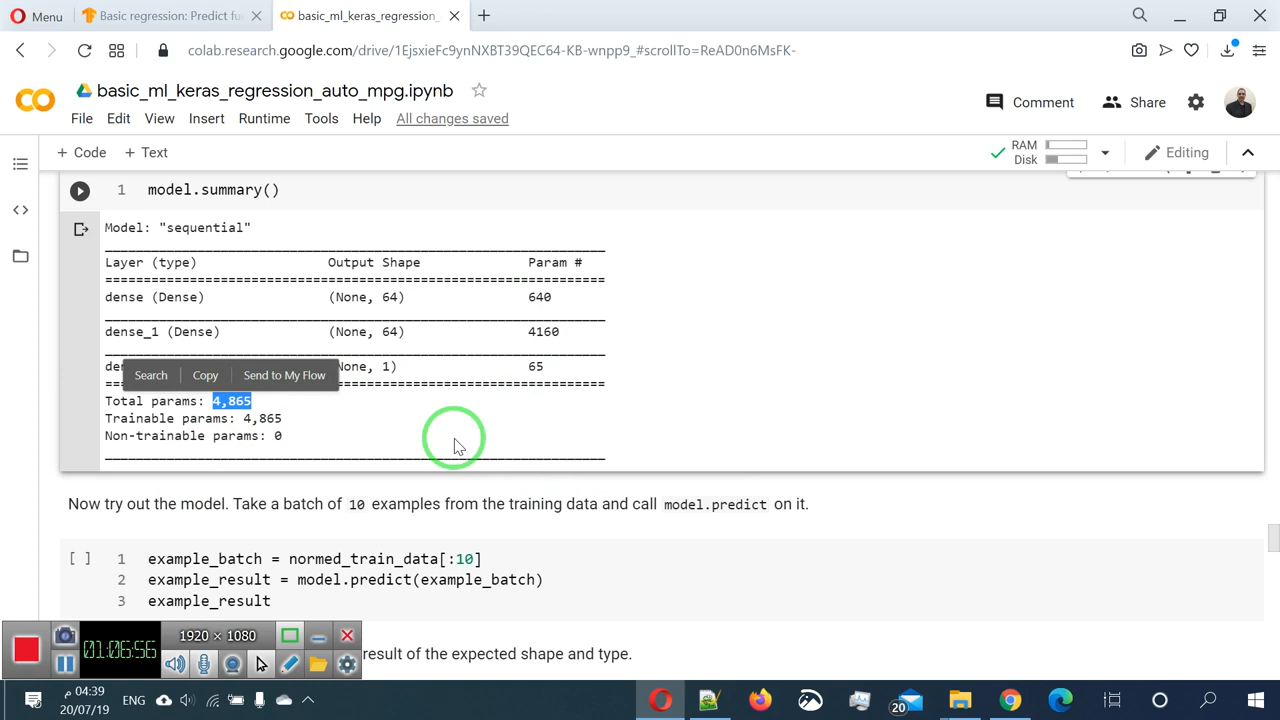 Menu
Basic regression: Predict fu
basic_ml_keras_regression_
colab.research.google.com/drive/1EjsxieFc9ynNXBT39QEC64-KB-wnpp9_#scrollTo=ReAD0n6MsFK-
basic_ml_keras_regression_auto_mpg.ipynb
Comment
Share
File Edit View Insert Runtime Tools Help All changes saved
+ Code + Text
RAM
Disk
Editing
1 model.summary()
Model: "sequential"
Layer (type) Output Shape Param #
dense (Dense) (None, 64) 640
dense_1 (Dense) (None, 64) 4160
Search Copy Send to My Flow
None, 1) 65
Total params: 4,865
Trainable params: 4,865
Non-trainable params: 0
Now try out the model. Take a batch of 10 examples from the training data and call model.predict on it.
[ ] 1 example_batch = normed_train_data[:10]
2 example_result = model.predict(example_batch)
3 example_result
01:06:56
1920 × 1080
result of the expected shape and type.
04:39 م
20/07/19
ENG
20